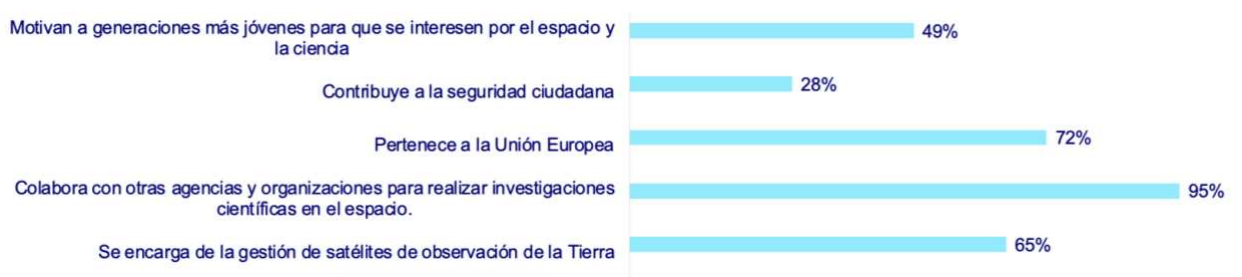 Motivan a generaciones más jóvenes para que se interesen por el espacio y
la ciencia
49%
Contribuye a la seguridad ciudadana
28%
Pertenece a la Unión Europea
72%
Colabora con otras agencias y organizaciones para realizar investigaciones
científicas en el espacio.
95%
Se encarga de la gestión de satélites de observación de la Tierra
65%